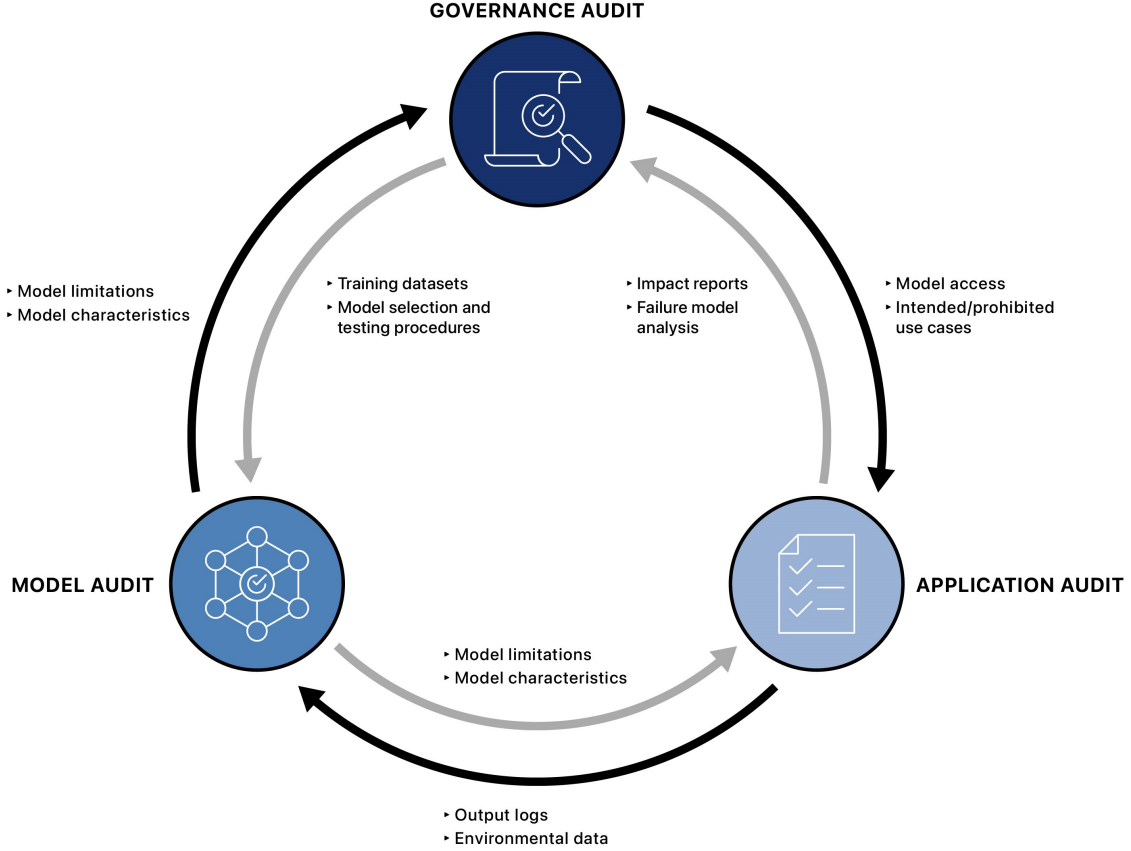 GOVERNANCE AUDIT
‣ Model limitations
‣ Model characteristics
‣ Training datasets
‣ Model selection and
testing procedures
‣ Impact reports
‣ Failure model
analysis
‣ Model access
‣ Intended/prohibited
use cases
MODEL AUDIT
APPLICATION AUDIT
‣ Model limitations
‣ Model characteristics
‣ Output logs
‣ Environmental data